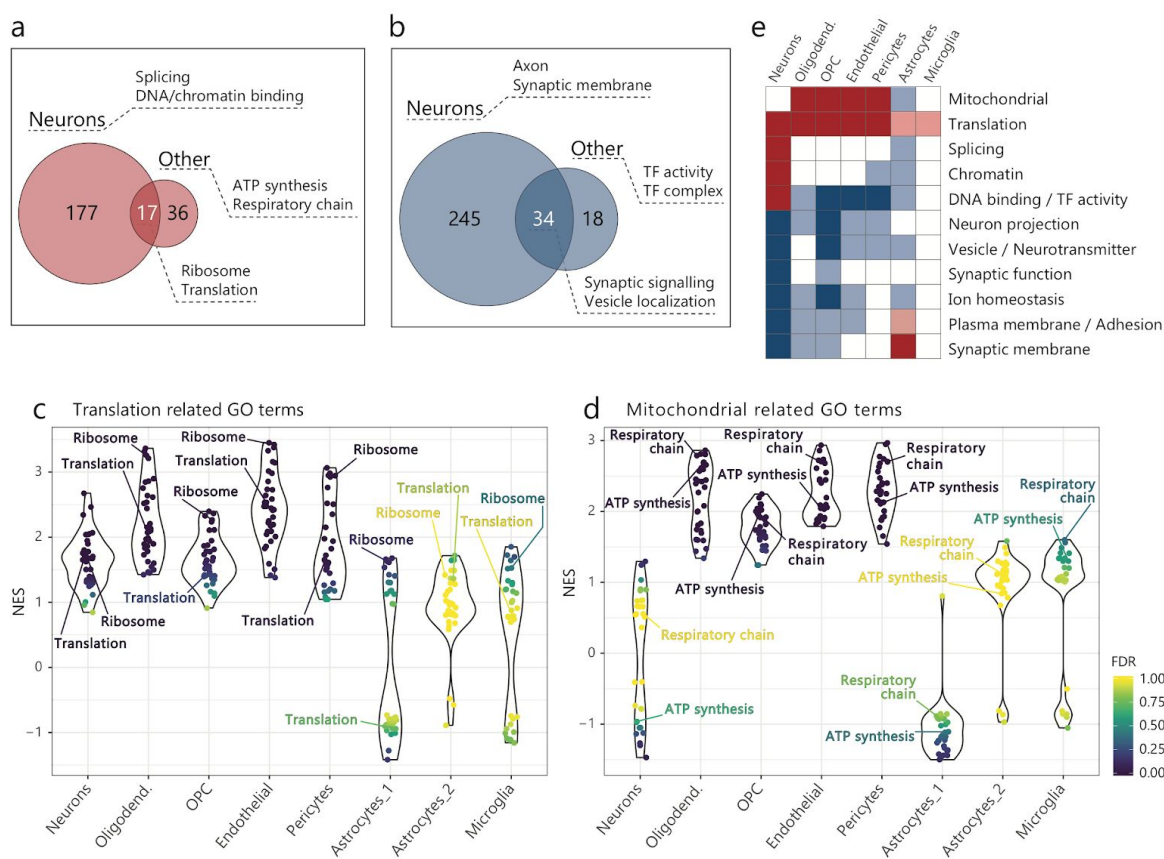 a
Splicing
DNA/chromatin binding
Neurons
Other
ATP synthesis
Respiratory chain
177
17
36
Ribosome
Translation
b
Axon
Synaptic membrane
Neurons
Other
TF activity
TF complex
245
34
18
Synaptic signalling
Vesicle localization
e
Neurons
Oligodend.
OPC
Endothelial
Pericytes
Astrocytes
Microglia
Mitochondrial
Translation
Splicing
Chromatin
DNA binding / TF activity
Neuron projection
Vesicle / Neurotransmitter
Synaptic function
Ion homeostasis
Plasma membrane / Adhesion
Synaptic membrane
c
Translation related GO terms
NES
3
2
1
0
−1
Ribosome
Translation
Ribosome
Translation
Ribosome
Translation
Ribosome
Translation
Ribosome
Translation
Ribosome
Translation
Translation
Ribosome
Ribosome
Translation
Neurons
Oligodend.
OPC
Endothelial
Pericytes
Astrocytes_1
Astrocytes_2
Microglia
d
Mitochondrial related GO terms
NES
3
2
1
0
−1
Respiratory
chain
ATP synthesis
Respiratory
chain
ATP synthesis
Respiratory
chain
ATP synthesis
Respiratory
chain
ATP synthesis
Respiratory chain
ATP synthesis
Respiratory
chain
ATP synthesis
Respiratory
chain
ATP synthesis
Respiratory
chain
ATP synthesis
Neurons
Oligodend.
OPC
Endothelial
Pericytes
Astrocytes_1
Astrocytes_2
Microglia
FDR
1.00
0.75
0.50
0.25
0.00